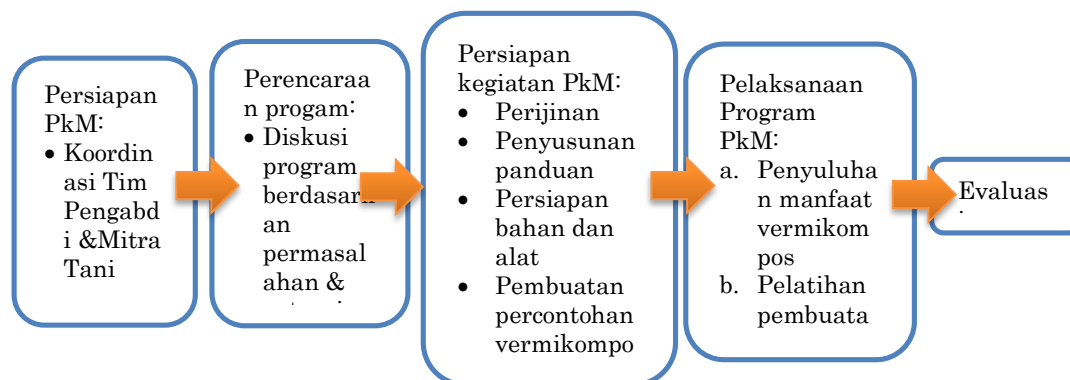 Persiapan
PkM:
• Koordin
asi Tim
Pengabd
i &Mitra
Tani
Perencaraa
n progam:
• Diskusi
program
berdasark
an
permasal
ahan &
Persiapan
kegiatan PkM:
• Perijinan
• Penyusunan
panduan
• Persiapan
bahan dan
alat
• Pembuatan
percontohan
vermikompo
Pelaksanaan
Program
PkM:
a. Penyuluha
n manfaat
vermikom
pos
b. Pelatihan
pembuata
Evaluas